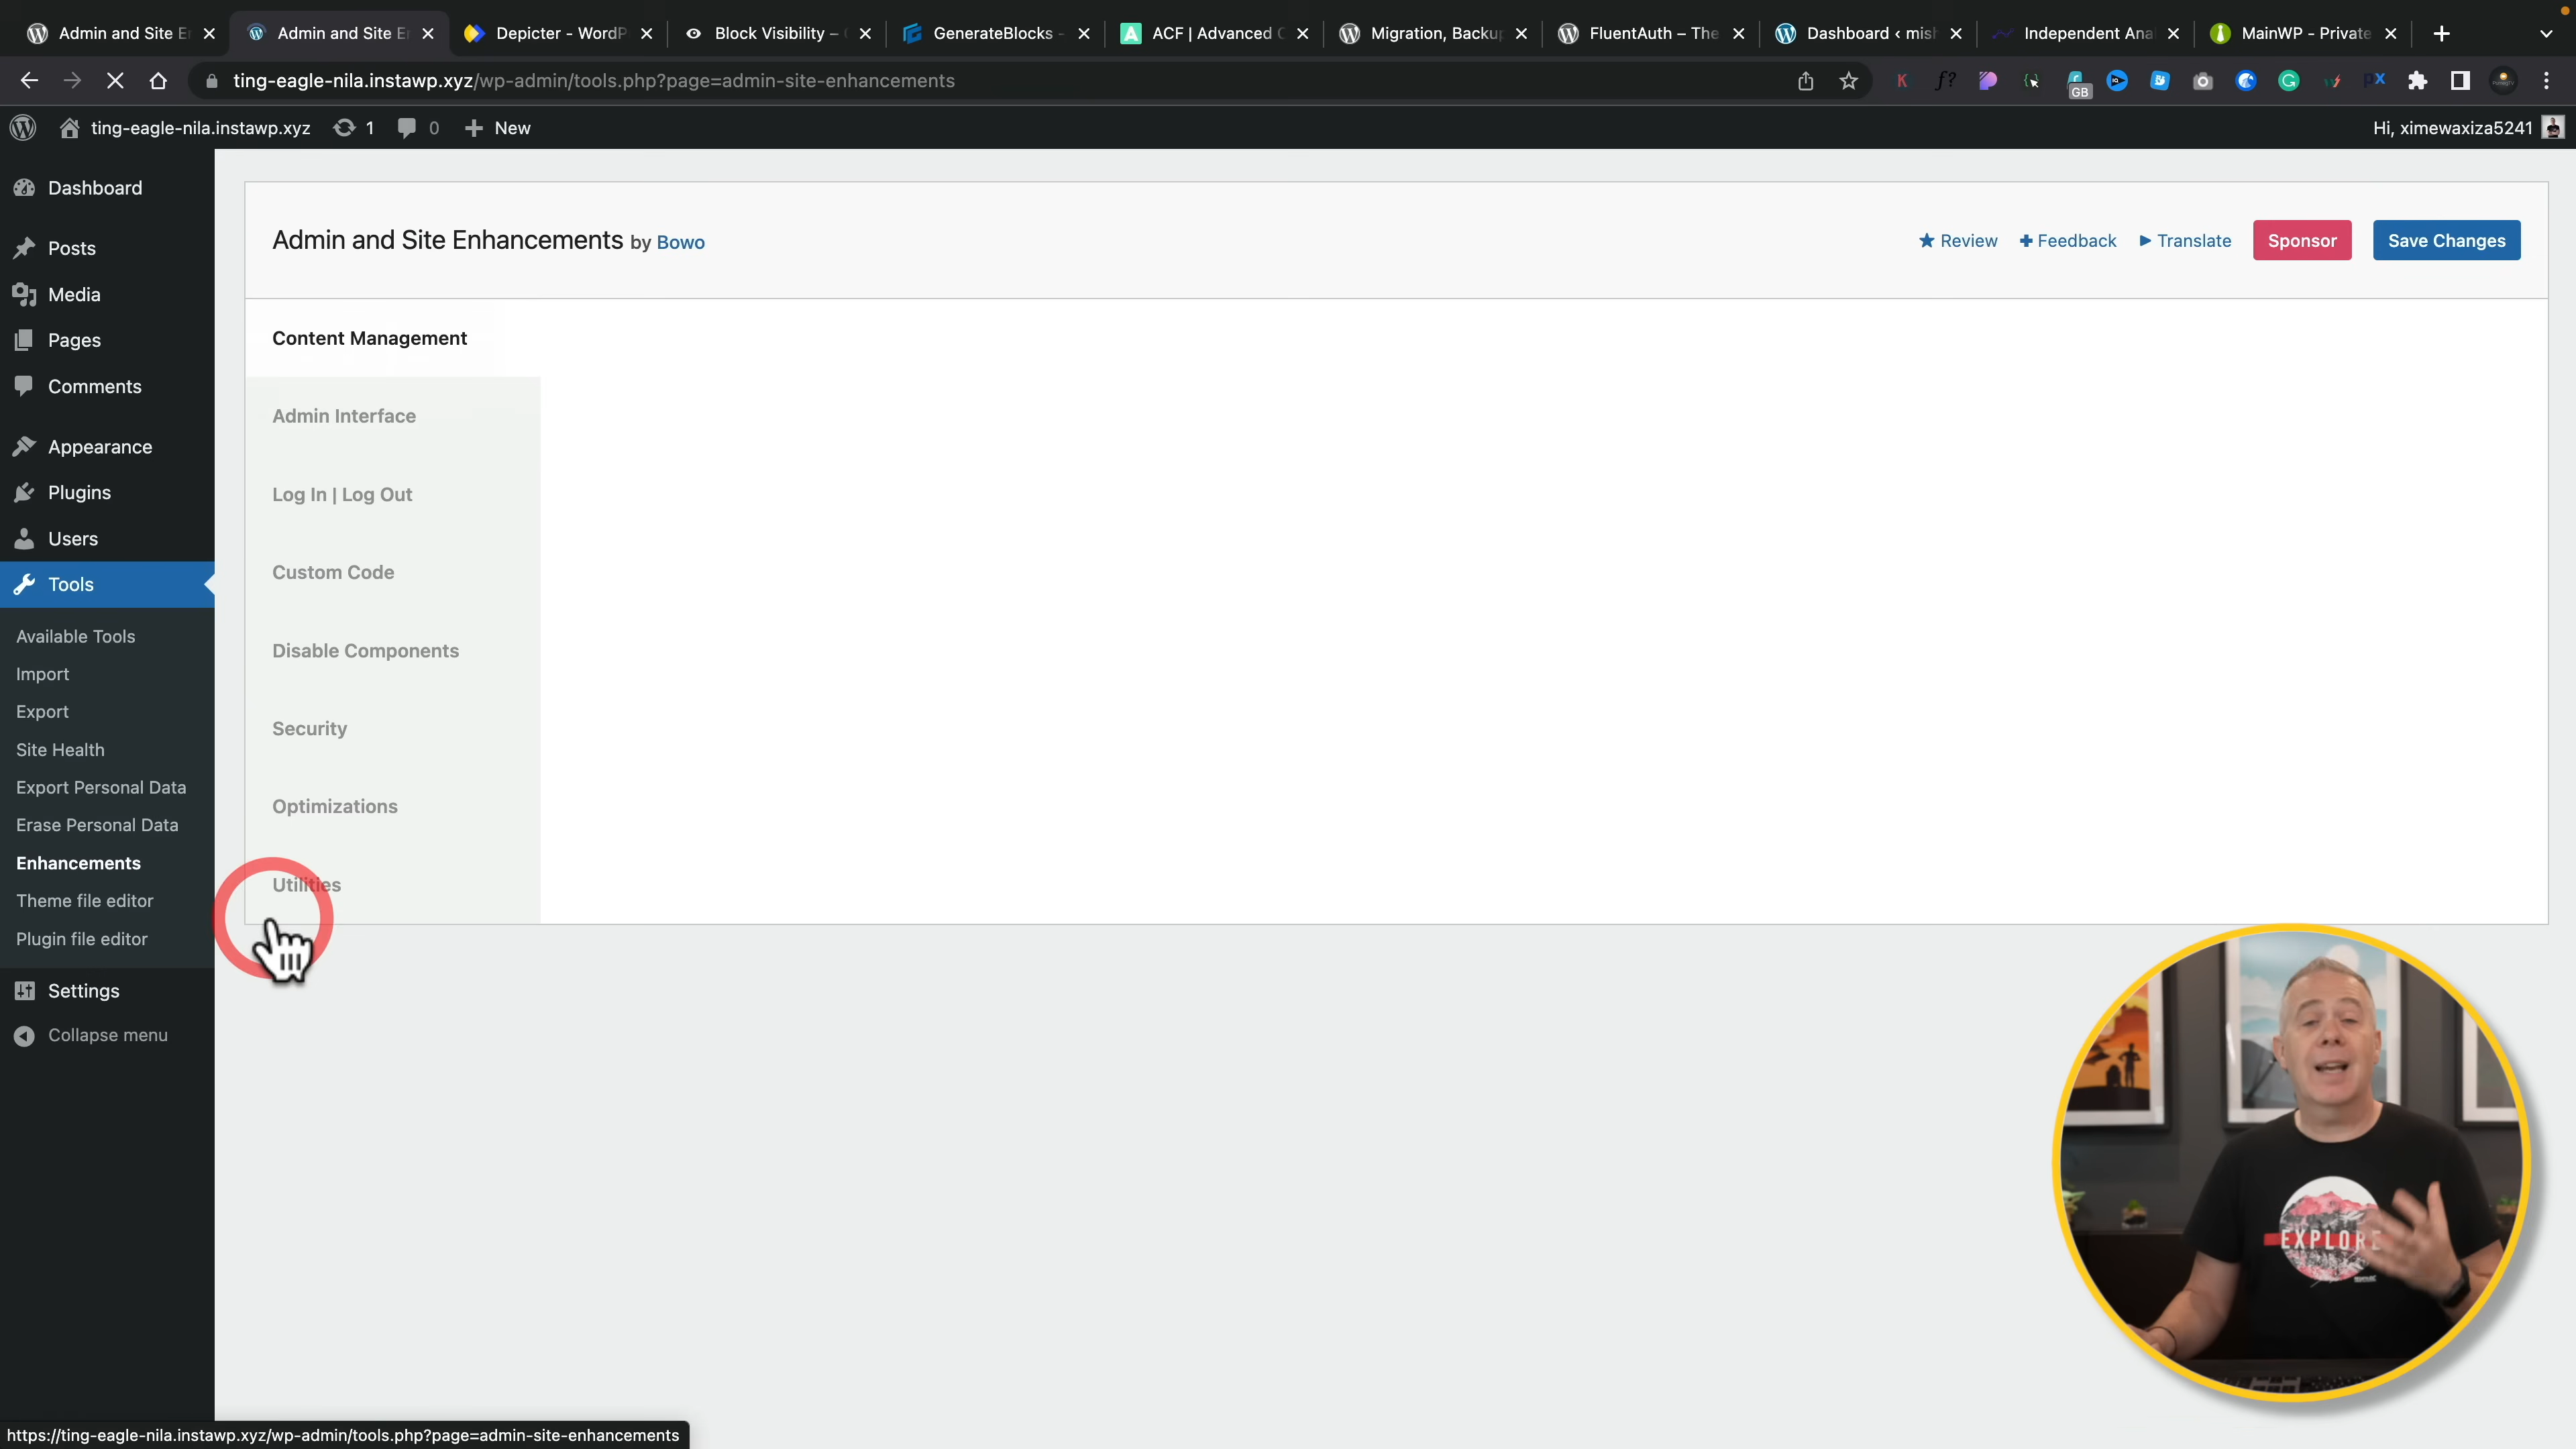 Admin and Site E
Admin and Site E
Depicter - WordP
Block Visibility –
GenerateBlocks -
ACF | Advanced
Migration, Backu
FluentAuth – The
Dashboard ‹ mish
Independent Ana
MainWP - Private
ting-eagle-nila.instawp.xyz/wp-admin/tools.php?page=admin-site-enhancements
GB
ting-eagle-nila.instawp.xyz
1
0
New
Hi, ximewaxiza5241
Dashboard
Posts
Media
Pages
Comments
Appearance
Plugins
Users
Tools
Available Tools
Import
Export
Site Health
Export Personal Data
Erase Personal Data
Enhancements
Theme file editor
Plugin file editor
Settings
Collapse menu
Admin and Site Enhancements by Bowo
Review
Feedback
Translate
Sponsor
Save Changes
Content Management
Admin Interface
Log In | Log Out
Custom Code
Disable Components
Security
Optimizations
Utilities
EXPLORE
https://ting-eagle-nila.instawp.xyz/wp-admin/tools.php?page=admin-site-enhancements